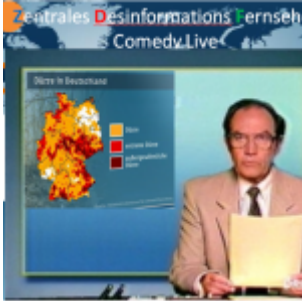 Zentrales Desinformations Fernseh
Comedy Live
Dürre in Deutschland
Dürre
extreme Dürre
außergewöhnliche
Dürre